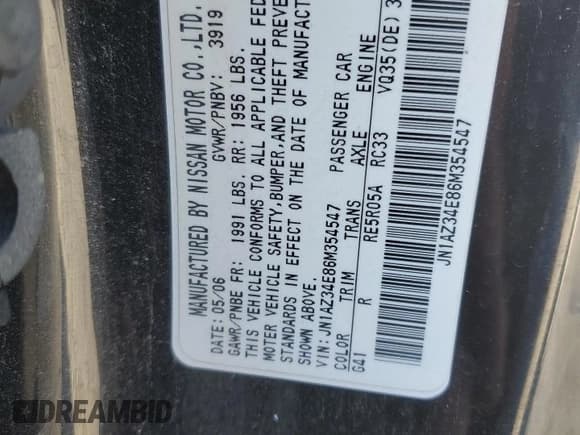 MANUFACTURED BY NISSAN MOTOR CO.,LTD.
DATE: 05/06 GVWR/PNBV: 3919
GAWR/PNBE FR: 1991 LBS. RR: 1956 LBS.
THIS VEHICLE CONFORMS TO ALL APPLICABLE FED
MOTOR VEHICLE SAFETY,BUMPER,AND THEFT PREVE
STANDARDS IN EFFECT ON THE DATE OF MANUFACT
SHOWN ABOVE.
VIN: JN1AZ34E86M354547 PASSENGER CAR
COLOR TRIM TRANS AXLE ENGINE
G41 R RE5R05A RC33 VQ35(DE) 3
JN1AZ34E86M354547
DREAMBID